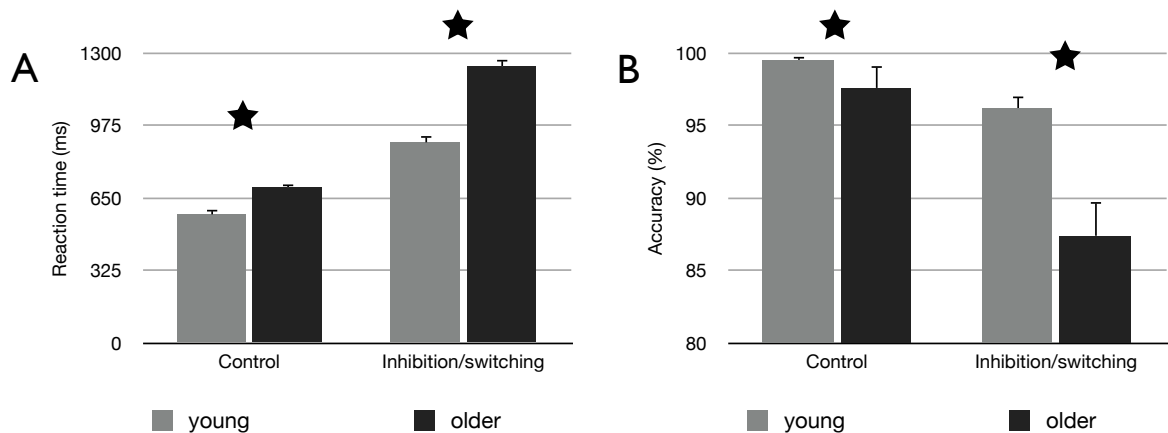 A
Reaction time (ms)
1300
975
650
325
0
Control
Inhibition/switching
young
older
B
Accuracy (%)
100
95
90
85
80
Control
Inhibition/switching
young
older